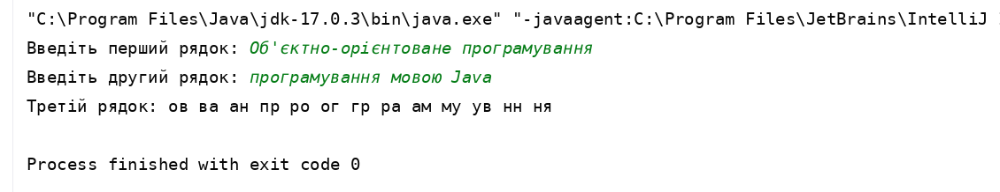 "C:\Program Files\Java\jdk-17.0.3\bin\java.exe" "-javaagent:C:\Program Files\JetBrains\IntelliJ
Введіть перший рядок: Об'єктно-орієнтоване програмування
Введіть другий рядок: програмування мовою Java
Третій рядок: ов ва ан пр ро ог гр ра ам му ув нн ня
Process finished with exit code 0